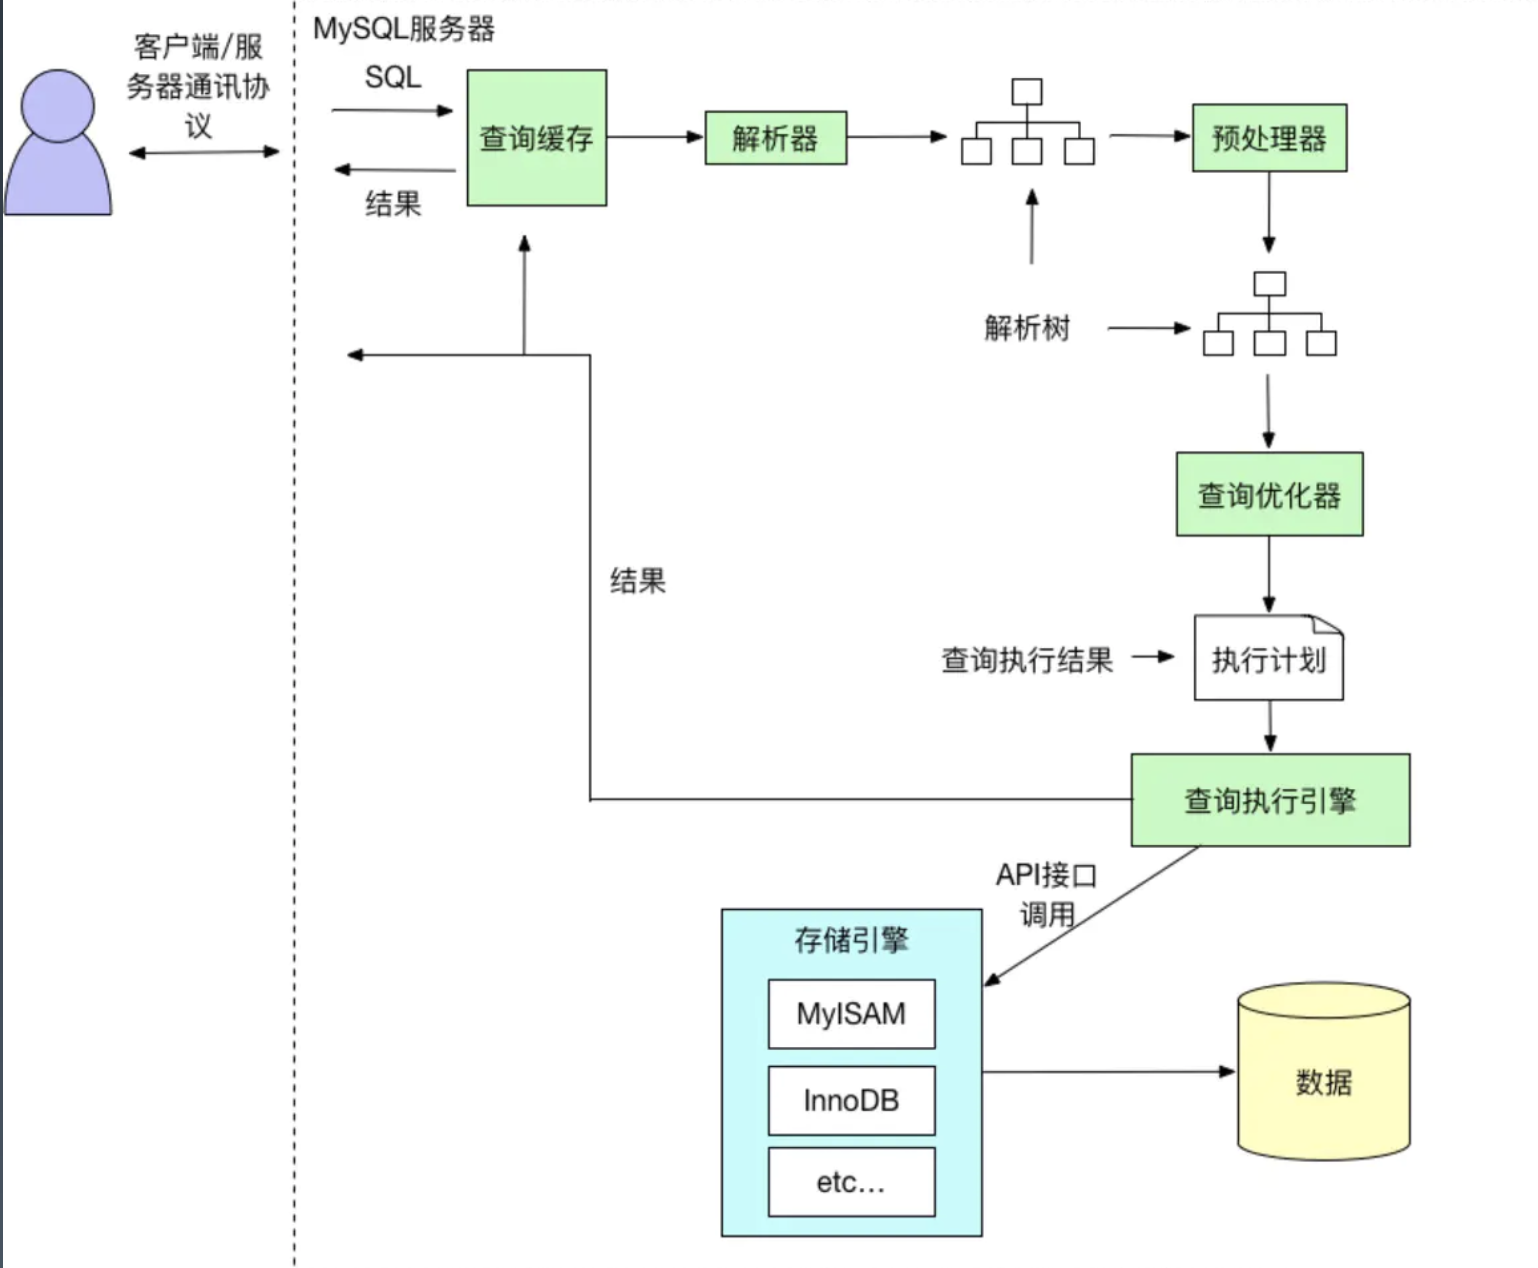 MySQL服务器
客户端/服
务器通讯协
议
SQL
结果
查询缓存
解析器
预处理器
解析树
查询优化器
结果
查询执行结果
执行计划
查询执行引擎
API接口
调用
存储引擎
MyISAM
InnoDB
etc...
数据